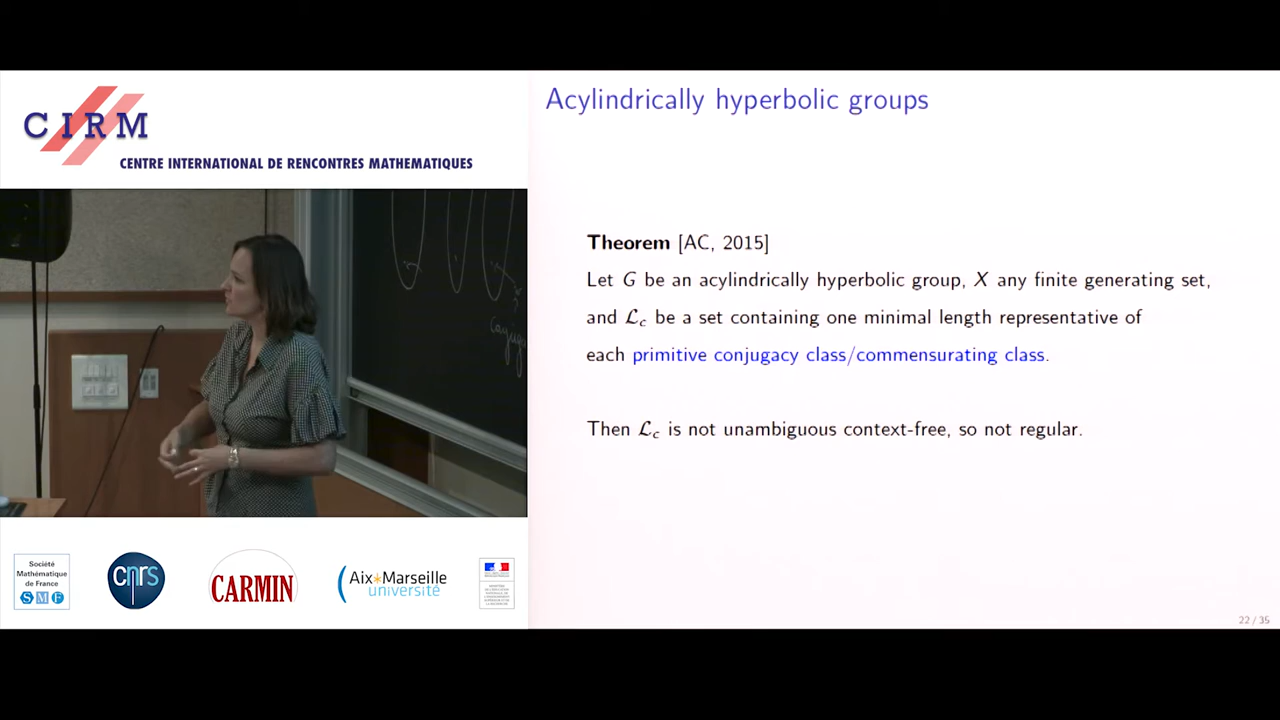 CIRM
CENTRE INTERNATIONAL DE RENCONTRES MATHEMATIQUES
Acylindrically hyperbolic groups
Theorem [AC, 2015]
Let G be an acylindrically hyperbolic group, X any finite generating set,
and ℒc be a set containing one minimal length representative of
each primitive conjugacy class/commensurating class.
Then ℒc is not unambiguous context-free, so not regular.
Société
Mathématique
de France
SMF
cnrs
CARMIN
Aix*Marseille
université
22 / 35